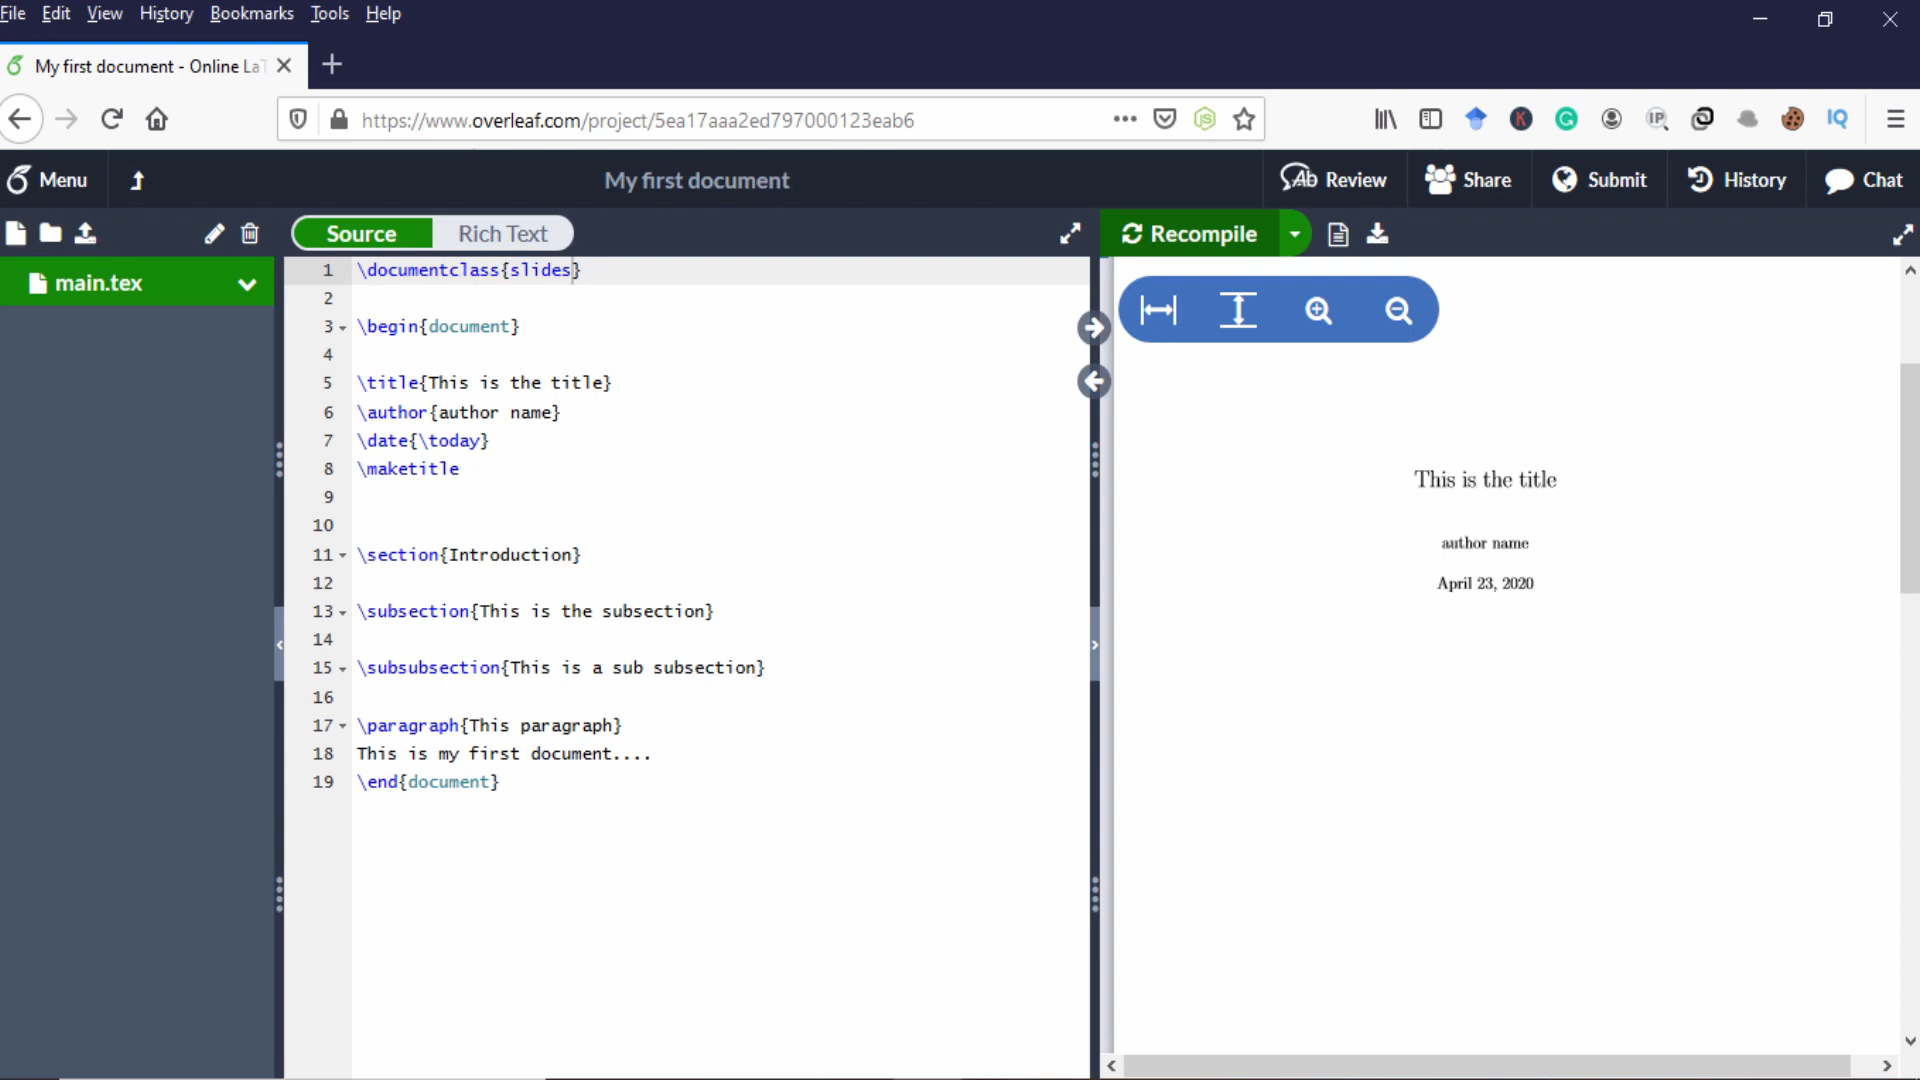 File Edit View History Bookmarks Tools Help
My first document - Online LaT
https://www.overleaf.com/project/5ea17aaa2ed797000123eab6
IQ
Menu
My first document
Review
Share
Submit
History
Chat
Source
Rich Text
Recompile
main.tex
1 \documentclass{slides}
2
3 \begin{document}
4
5 \title{This is the title}
6 \author{author name}
7 \date{\today}
8 \maketitle
9
10
11 \section{Introduction}
12
13 \subsection{This is the subsection}
14
15 \subsubsection{This is a sub subsection}
16
17 \paragraph{This paragraph}
18 This is my first document....
19 \end{document}
This is the title
author name
April 23, 2020